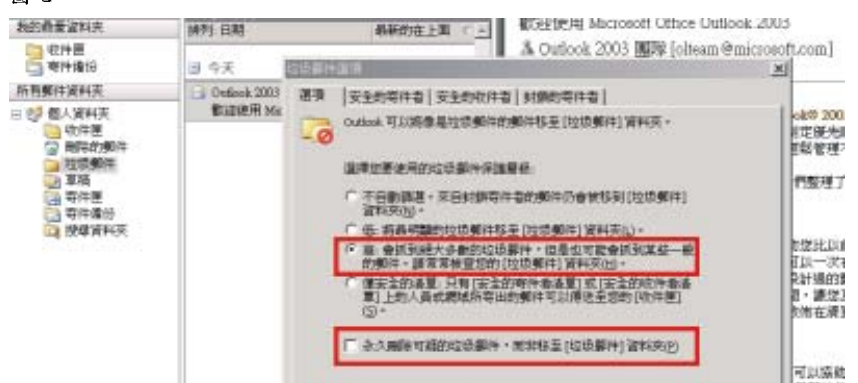 我的最愛資料夾
收件匣
寄件備份
所有郵件資料夾
個人資料夾
收件匣
刪除的郵件
垃圾郵件
草稿
寄件匣
寄件備份
搜尋資料夾
排列: 日期
最新的在上面
今天
Outlook 2003
歡迎使用 Mic
歡迎使用 Microsoft Office Outlook 2003
Outlook 2003 團隊 [olteam@microsoft.com]
垃圾郵件選項
選項
安全的寄件者
安全的收件者
封鎖的寄件者
Outlook 可以將像是垃圾郵件的郵件移至 [垃圾郵件] 資料夾。
選擇您要使用的垃圾郵件保護層級:
不自動篩選。來自封鎖寄件者的郵件仍會被移到 [垃圾郵件]
資料夾(N)。
低: 將最明顯的垃圾郵件移至 [垃圾郵件] 資料夾(L)。
高: 會抓到絕大多數的垃圾郵件,但是也可能會抓到某些一般
的郵件。請常常檢查您的 [垃圾郵件] 資料夾(H)。
僅安全的清單: 只有 [安全的寄件者清單] 或 [安全的收件者清
單] 上的人員或網域所寄出的郵件可以傳送至您的 [收件匣]
(S)。
永久刪除可疑的垃圾郵件,而非移至 [垃圾郵件] 資料夾(P)